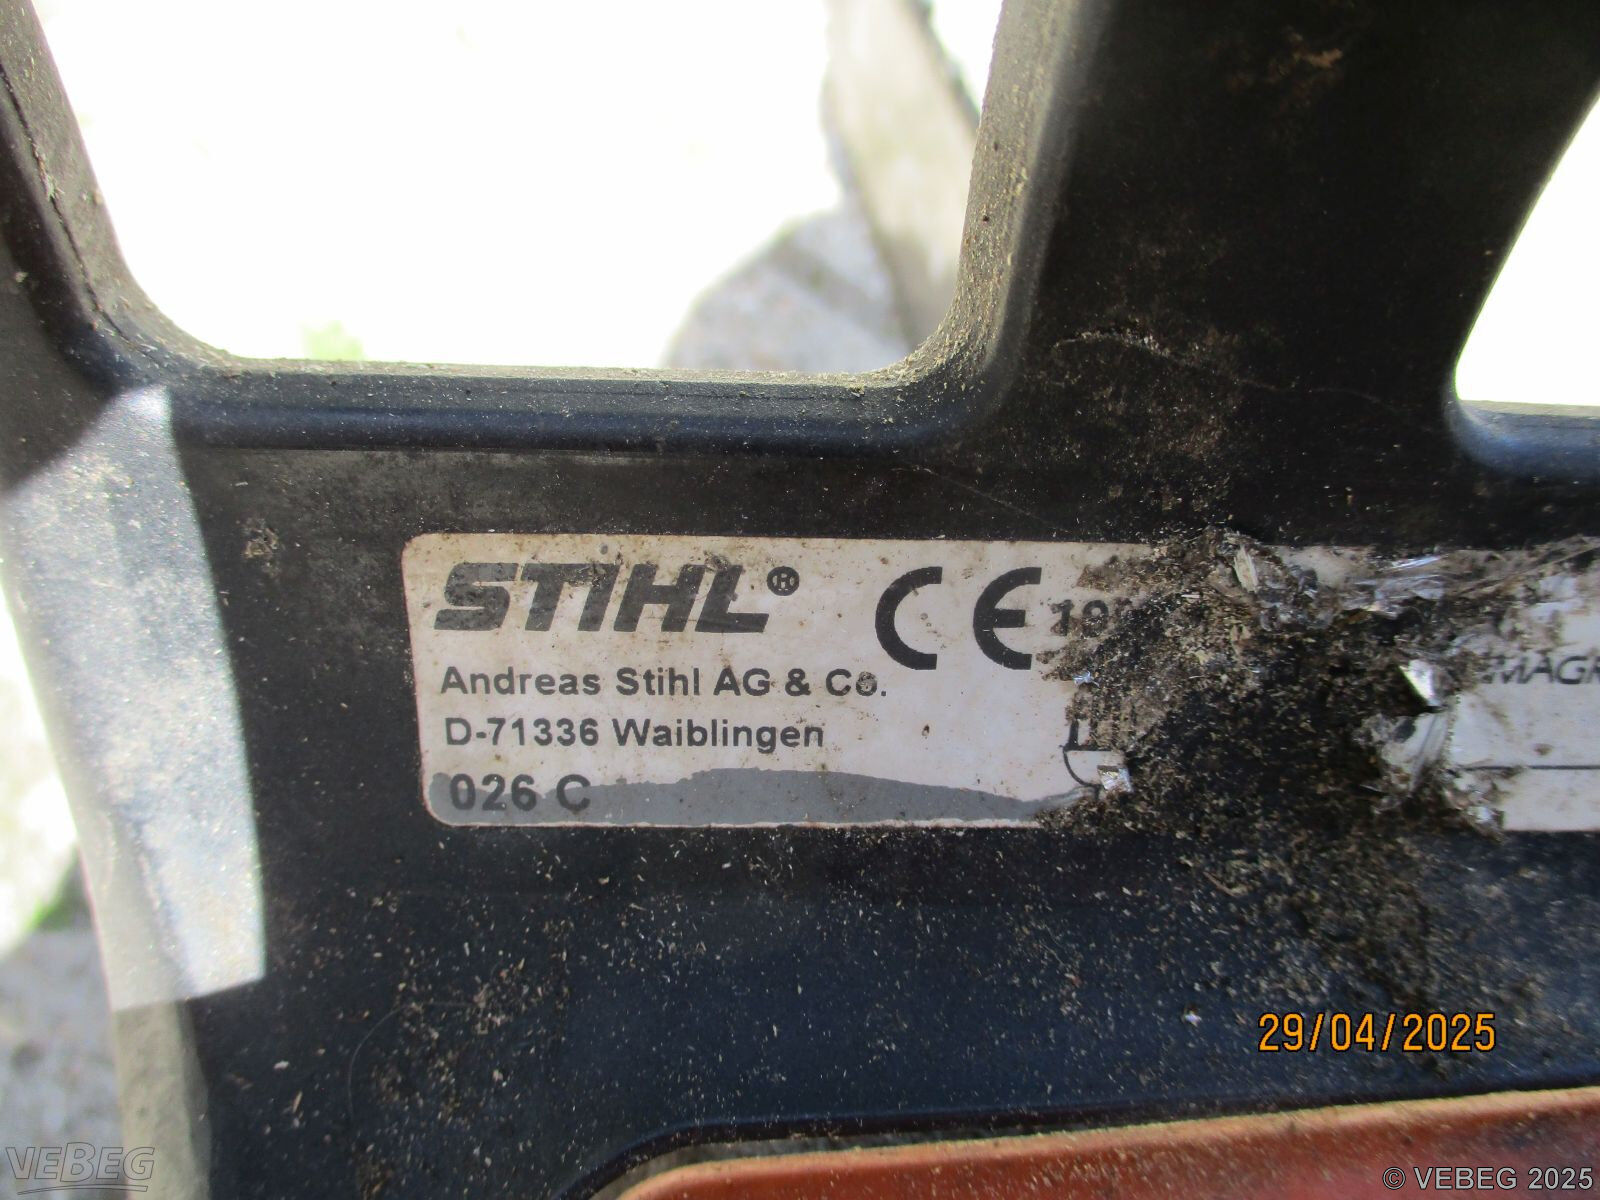 STIHL®
CE
Andreas Stihl AG & Co.
D-71336 Waiblingen
026 C
29/04/2025
VEBEG
© VEBEG 2025